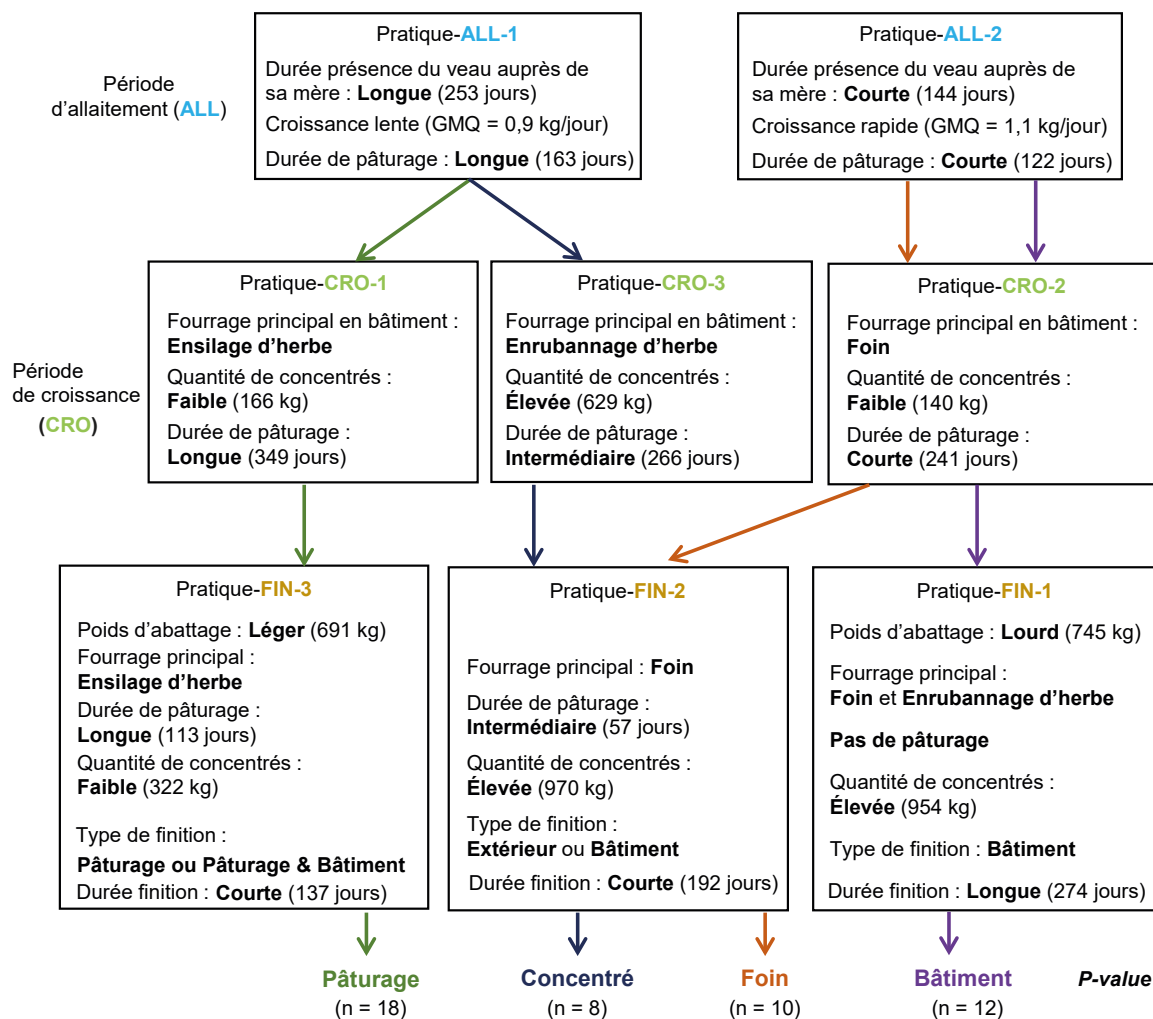 Pratique-ALL-1
Durée présence du veau auprès de
sa mère : Longue (253 jours)
Croissance lente (GMQ = 0,9 kg/jour)
Durée de pâturage : Longue (163 jours)
Pratique-ALL-2
Durée présence du veau auprès de
sa mère : Courte (144 jours)
Croissance rapide (GMQ = 1,1 kg/jour)
Durée de pâturage : Courte (122 jours)
Période
d'allaitement (ALL)
Pratique-CRO-1
Fourrage principal en bâtiment :
Ensilage d'herbe
Quantité de concentrés :
Faible (166 kg)
Durée de pâturage :
Longue (349 jours)
Pratique-CRO-3
Fourrage principal en bâtiment :
Enrubannage d'herbe
Quantité de concentrés :
Élevée (629 kg)
Durée de pâturage :
Intermédiaire (266 jours)
Pratique-CRO-2
Fourrage principal en bâtiment :
Foin
Quantité de concentrés :
Faible (140 kg)
Durée de pâturage :
Courte (241 jours)
Période
de croissance
(CRO)
Pratique-FIN-3
Poids d'abattage : Léger (691 kg)
Fourrage principal :
Ensilage d'herbe
Durée de pâturage :
Longue (113 jours)
Quantité de concentrés :
Faible (322 kg)
Type de finition :
Pâturage ou Pâturage & Bâtiment
Durée finition : Courte (137 jours)
Pratique-FIN-2
Fourrage principal : Foin
Durée de pâturage :
Intermédiaire (57 jours)
Quantité de concentrés :
Élevée (970 kg)
Type de finition :
Extérieur ou Bâtiment
Durée finition : Courte (192 jours)
Pratique-FIN-1
Poids d'abattage : Lourd (745 kg)
Fourrage principal :
Foin et Enrubannage d'herbe
Pas de pâturage
Quantité de concentrés :
Élevée (954 kg)
Type de finition : Bâtiment
Durée finition : Longue (274 jours)
Pâturage
(n = 18)
Concentré
(n = 8)
Foin
(n = 10)
Bâtiment
(n = 12)
P-value